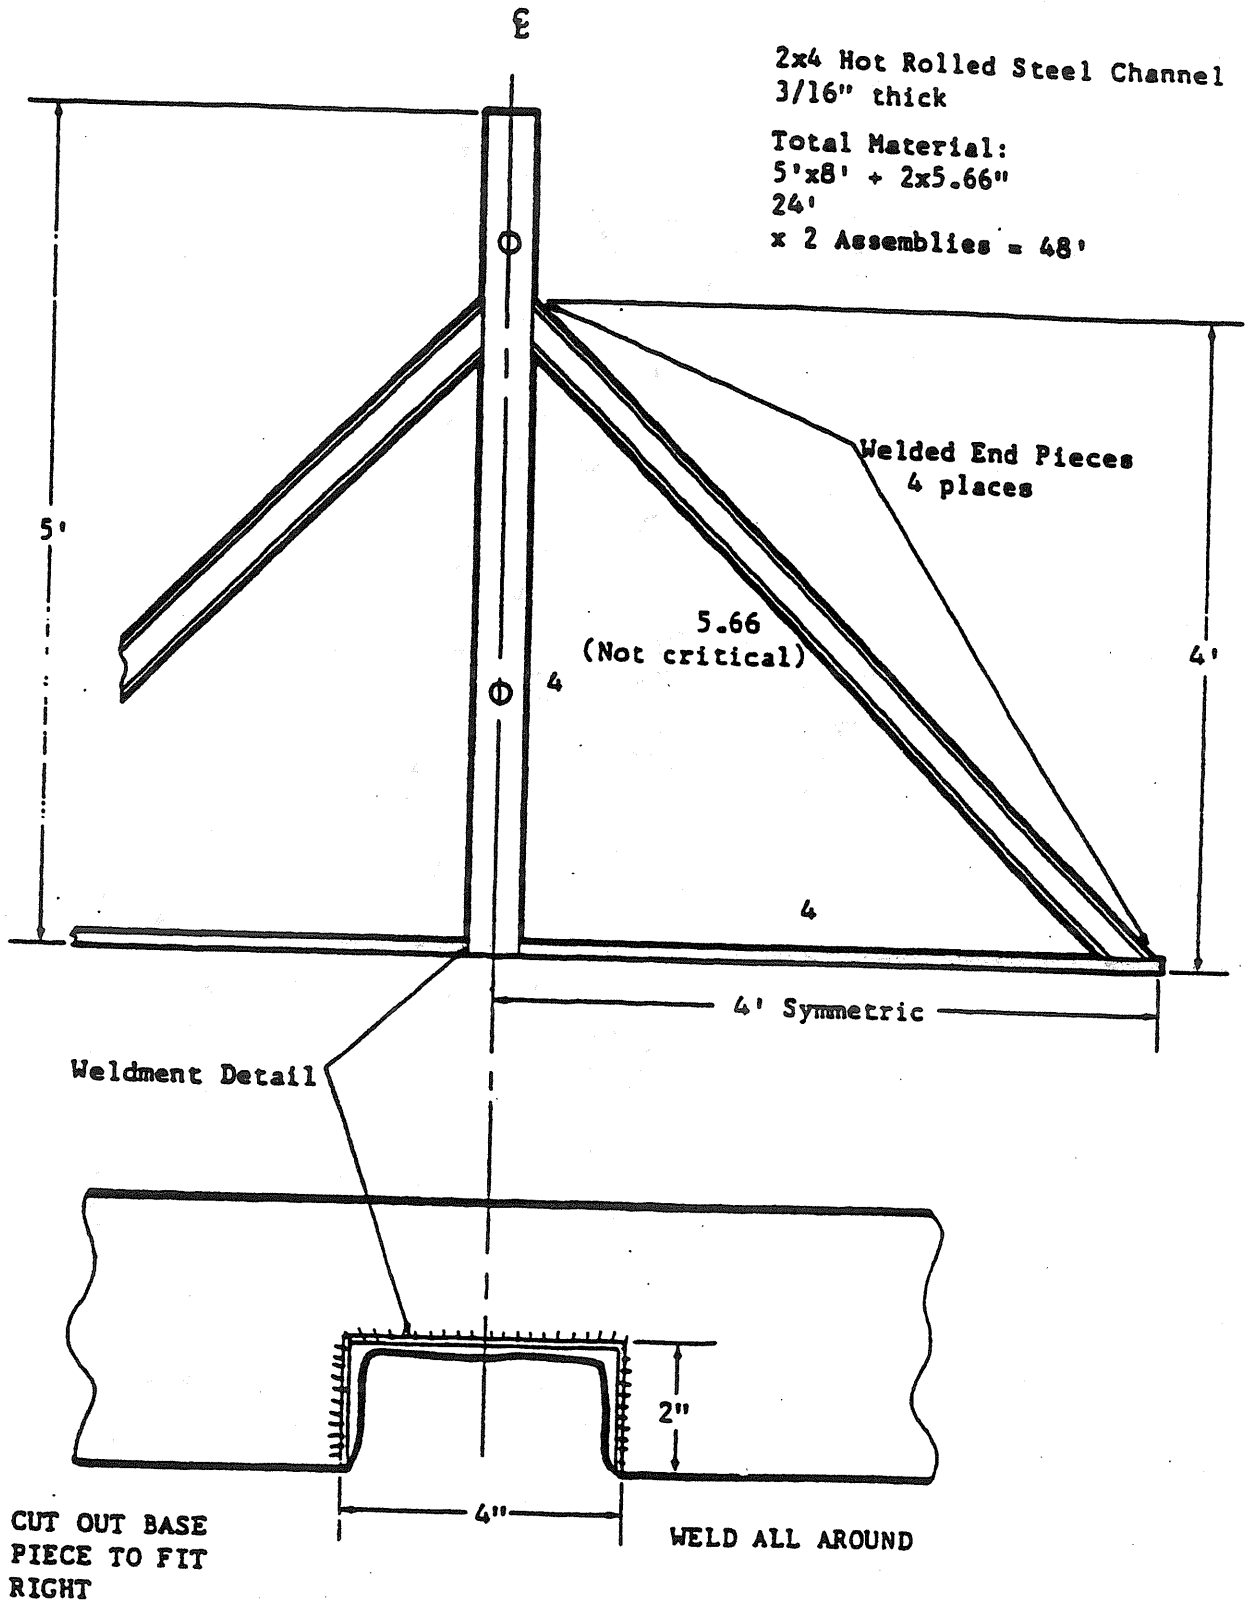 ℄
2x4 Hot Rolled Steel Channel
3/16" thick
Total Material:
5'x8' + 2x5.66"
24'
x 2 Assemblies = 48'
Welded End Pieces
4 places
5'
5.66
(Not critical)
4'
4
4
4' Symmetric
Weldment Detail
2"
4"
CUT OUT BASE
PIECE TO FIT
RIGHT
WELD ALL AROUND